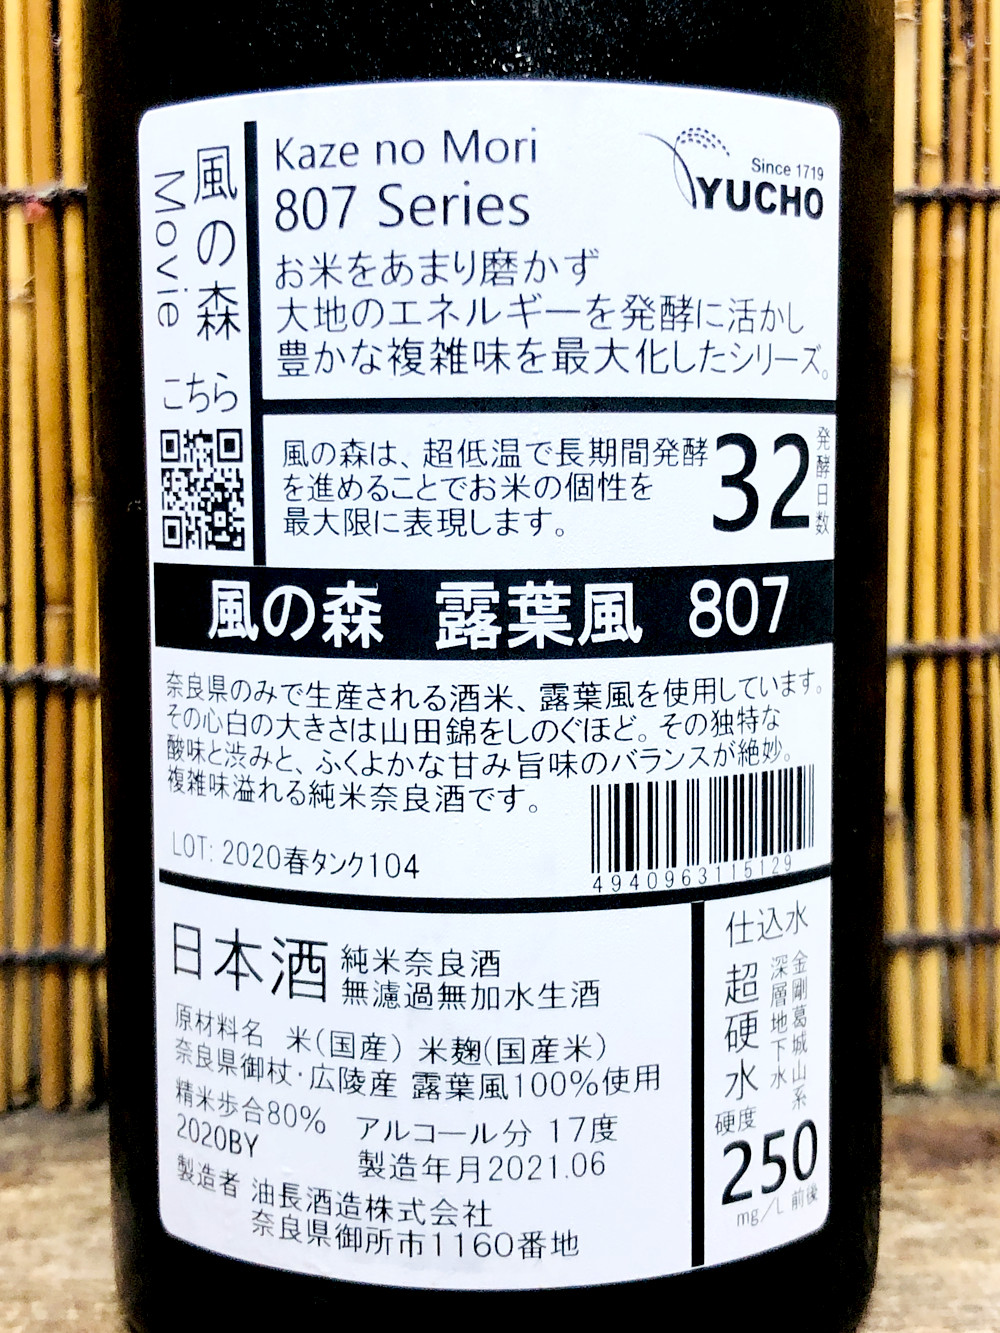 風の森
Movie
こちら
Kaze no Mori
807 Series
Since 1719
YUCHO
お米をあまり磨かず
大地のエネルギーを発酵に活かし
豊かな複雑味を最大化したシリーズ。
風の森は、超低温で長期間発酵
を進めることでお米の個性を
最大限に表現します。
32
発酵日数
風の森 露葉風 807
奈良県のみで生産される酒米、露葉風を使用しています。
その心白の大きさは山田錦をしのぐほど。その独特な
酸味と渋みと、ふくよかな甘み旨味のバランスが絶妙。
複雑味溢れる純米奈良酒です。
LOT: 2020春タンク104
4940963115129
日本酒
純米奈良酒
無濾過無加水生酒
原材料名 米(国産) 米麹(国産米)
奈良県御杖・広陵産 露葉風100%使用
精米歩合80% アルコール分 17度
2020BY 製造年月2021.06
製造者 油長酒造株式会社
奈良県御所市1160番地
仕込水
超硬水
金剛葛城山系
深層地下水
硬度
250
mg/L 前後